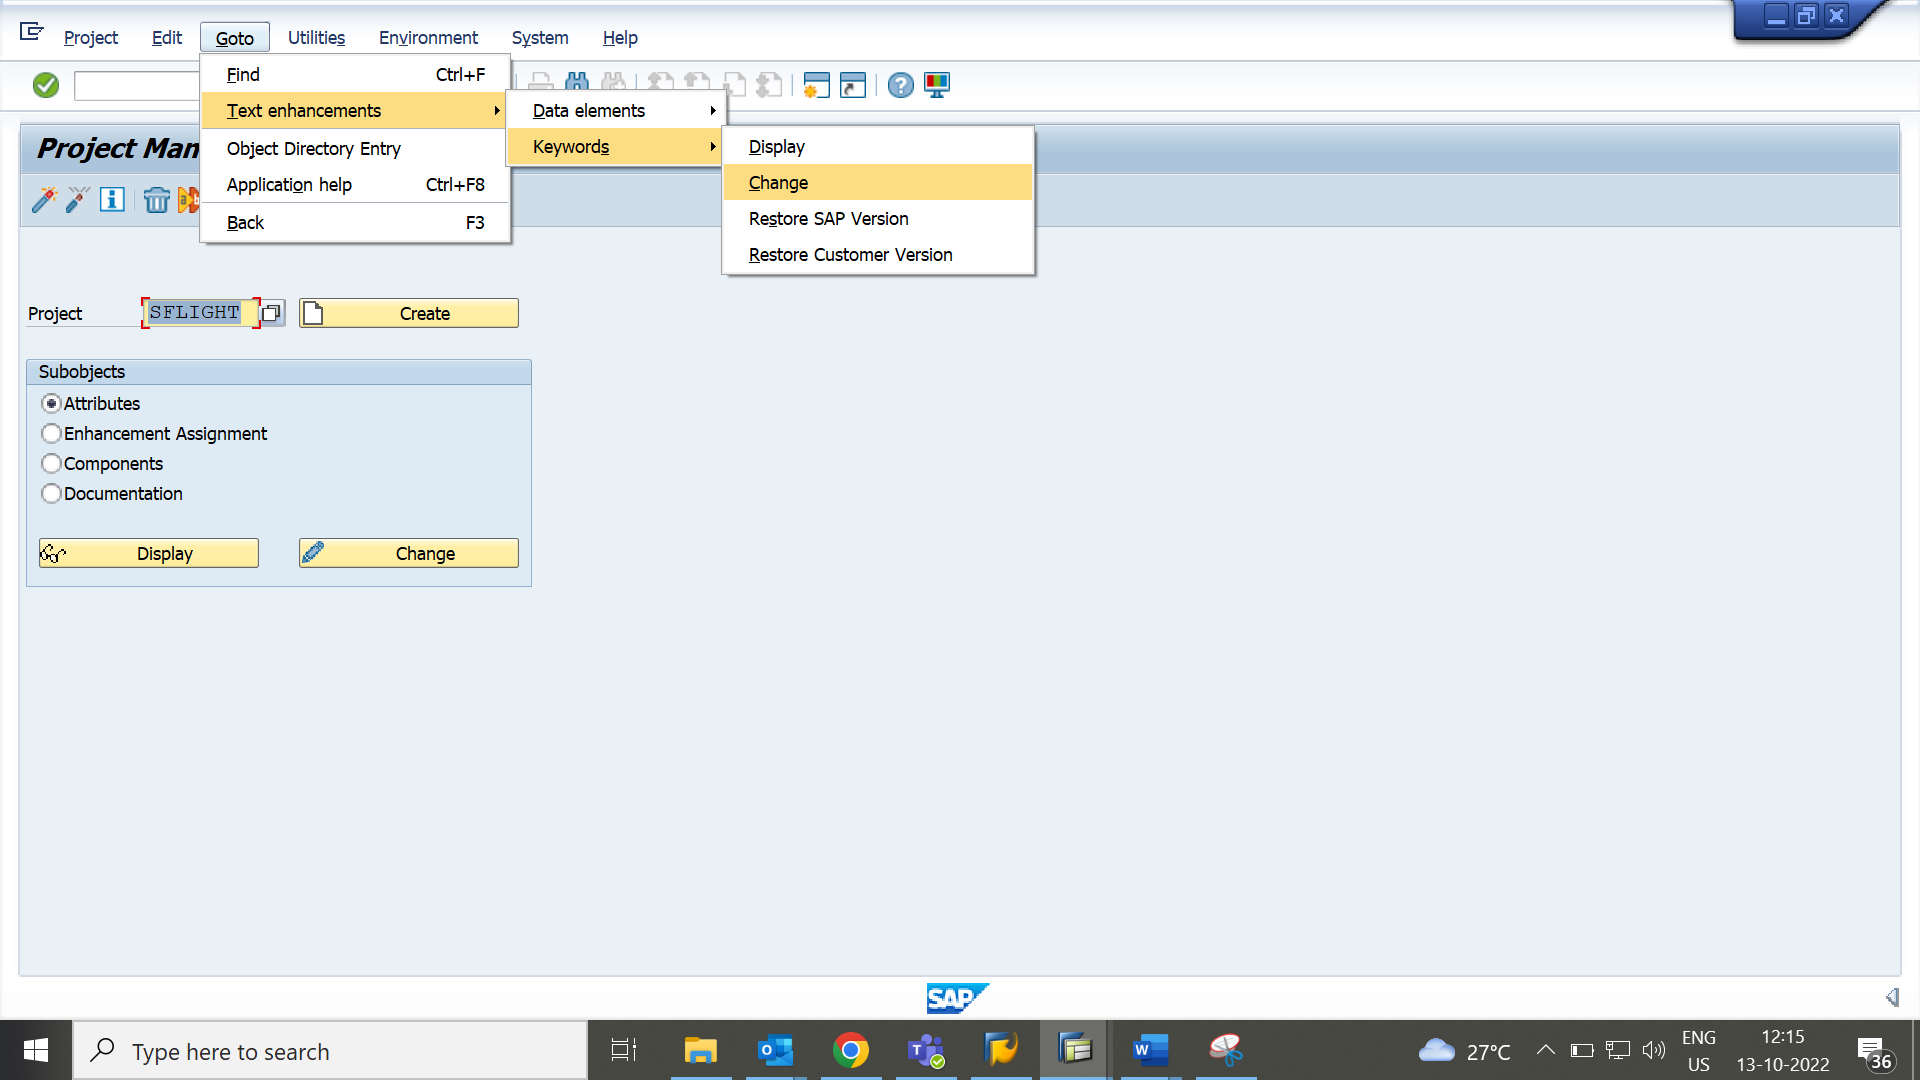 Project Edit Goto Utilities Environment System Help
Find Ctrl+F
Text enhancements
Object Directory Entry
Application help Ctrl+F8
Back F3
Data elements
Keywords
Display
Change
Restore SAP Version
Restore Customer Version
Project Man
Project SFLIGHT Create
Subobjects
Attributes
Enhancement Assignment
Components
Documentation
Display Change
SAP
Type here to search
27°C
ENG
US
12:15
13-10-2022
36